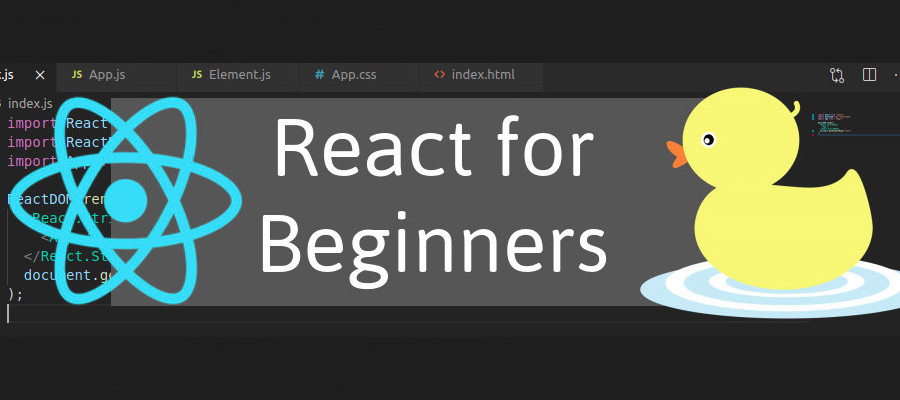 .js × JS App.js JS Element.js # App.css <> index.html
index.js
import React
import React
import
React for
Beginners
ReactDOM.ren
React.Stri
</React.St
document.ge
);